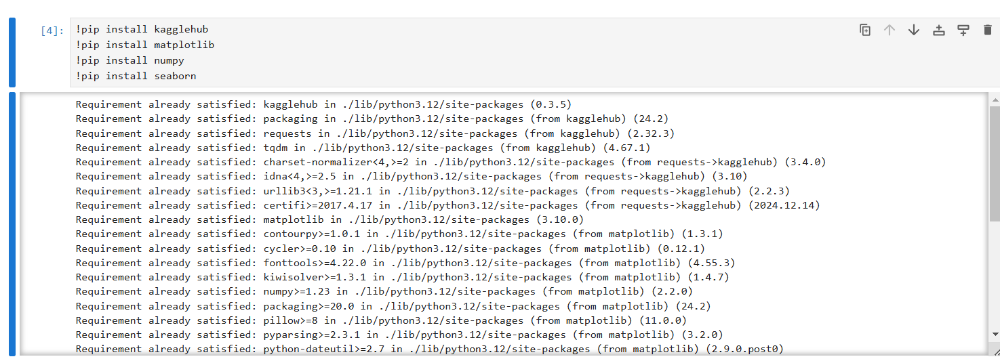 [4]:
!pip install kagglehub
!pip install matplotlib
!pip install numpy
!pip install seaborn
Requirement already satisfied: kagglehub in ./lib/python3.12/site-packages (0.3.5)
Requirement already satisfied: packaging in ./lib/python3.12/site-packages (from kagglehub) (24.2)
Requirement already satisfied: requests in ./lib/python3.12/site-packages (from kagglehub) (2.32.3)
Requirement already satisfied: tqdm in ./lib/python3.12/site-packages (from kagglehub) (4.67.1)
Requirement already satisfied: charset-normalizer<4,>=2 in ./lib/python3.12/site-packages (from requests->kagglehub) (3.4.0)
Requirement already satisfied: idna<4,>=2.5 in ./lib/python3.12/site-packages (from requests->kagglehub) (3.10)
Requirement already satisfied: urllib3<3,>=1.21.1 in ./lib/python3.12/site-packages (from requests->kagglehub) (2.2.3)
Requirement already satisfied: certifi>=2017.4.17 in ./lib/python3.12/site-packages (from requests->kagglehub) (2024.12.14)
Requirement already satisfied: matplotlib in ./lib/python3.12/site-packages (3.10.0)
Requirement already satisfied: contourpy>=1.0.1 in ./lib/python3.12/site-packages (from matplotlib) (1.3.1)
Requirement already satisfied: cycler>=0.10 in ./lib/python3.12/site-packages (from matplotlib) (0.12.1)
Requirement already satisfied: fonttools>=4.22.0 in ./lib/python3.12/site-packages (from matplotlib) (4.55.3)
Requirement already satisfied: kiwisolver>=1.3.1 in ./lib/python3.12/site-packages (from matplotlib) (1.4.7)
Requirement already satisfied: numpy>=1.23 in ./lib/python3.12/site-packages (from matplotlib) (2.2.0)
Requirement already satisfied: packaging>=20.0 in ./lib/python3.12/site-packages (from matplotlib) (24.2)
Requirement already satisfied: pillow>=8 in ./lib/python3.12/site-packages (from matplotlib) (11.0.0)
Requirement already satisfied: pyparsing>=2.3.1 in ./lib/python3.12/site-packages (from matplotlib) (3.2.0)
Requirement already satisfied: python-dateutil>=2.7 in ./lib/python3.12/site-packages (from matplotlib) (2.9.0.post0)